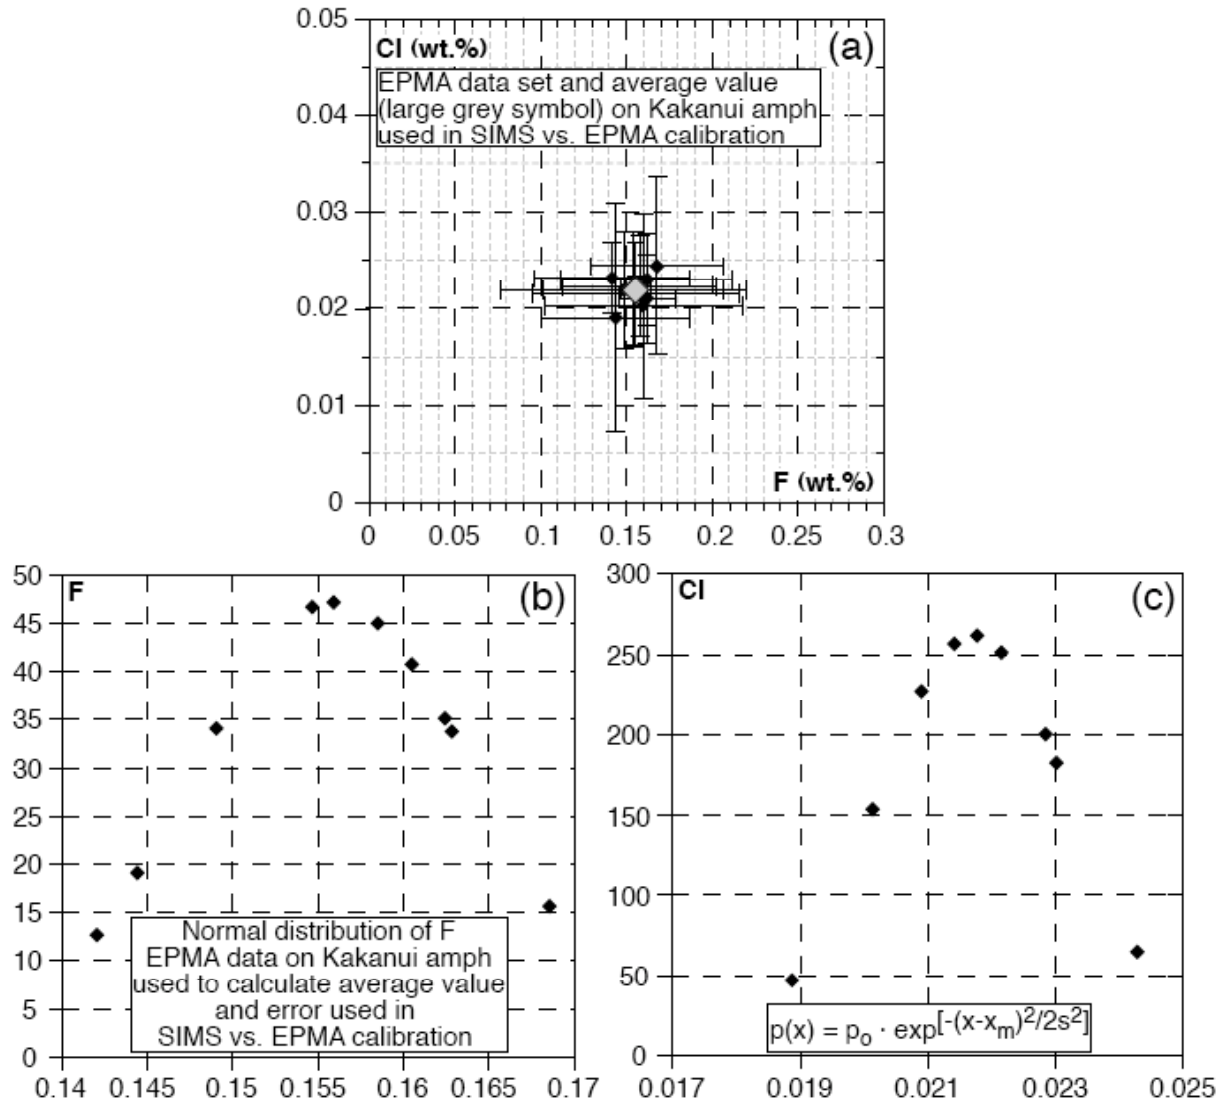 0.05
Cl (wt.%)
(a)
EPMA data set and average value
(large grey symbol) on Kakanui amph
used in SIMS vs. EPMA calibration
0.04
0.03
0.02
0.01
F (wt.%)
0
0 0.05 0.1 0.15 0.2 0.25 0.3
50
F
(b)
45
40
35
30
25
20
15
10
5
0
Normal distribution of F
EPMA data on Kakanui amph
used to calculate average value
and error used in
SIMS vs. EPMA calibration
0.14 0.145 0.15 0.155 0.16 0.165 0.17
300
Cl
(c)
250
200
150
100
50
0
p(x) = po · exp[-(x-xm)2/2s2]
0.017 0.019 0.021 0.023 0.025